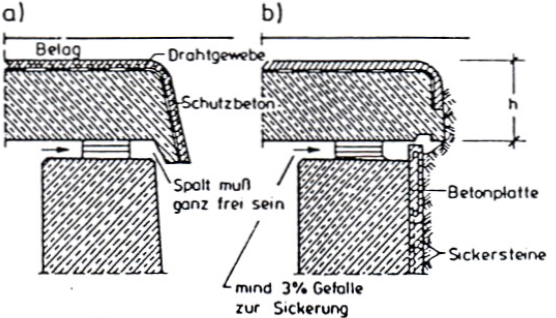 a)
b)
Belag
Drahtgewebe
Schutzbeton
h
Spalt muß
ganz frei sein
Betonplatte
Sickersteine
mind 3% Gefälle
zur Sickerung